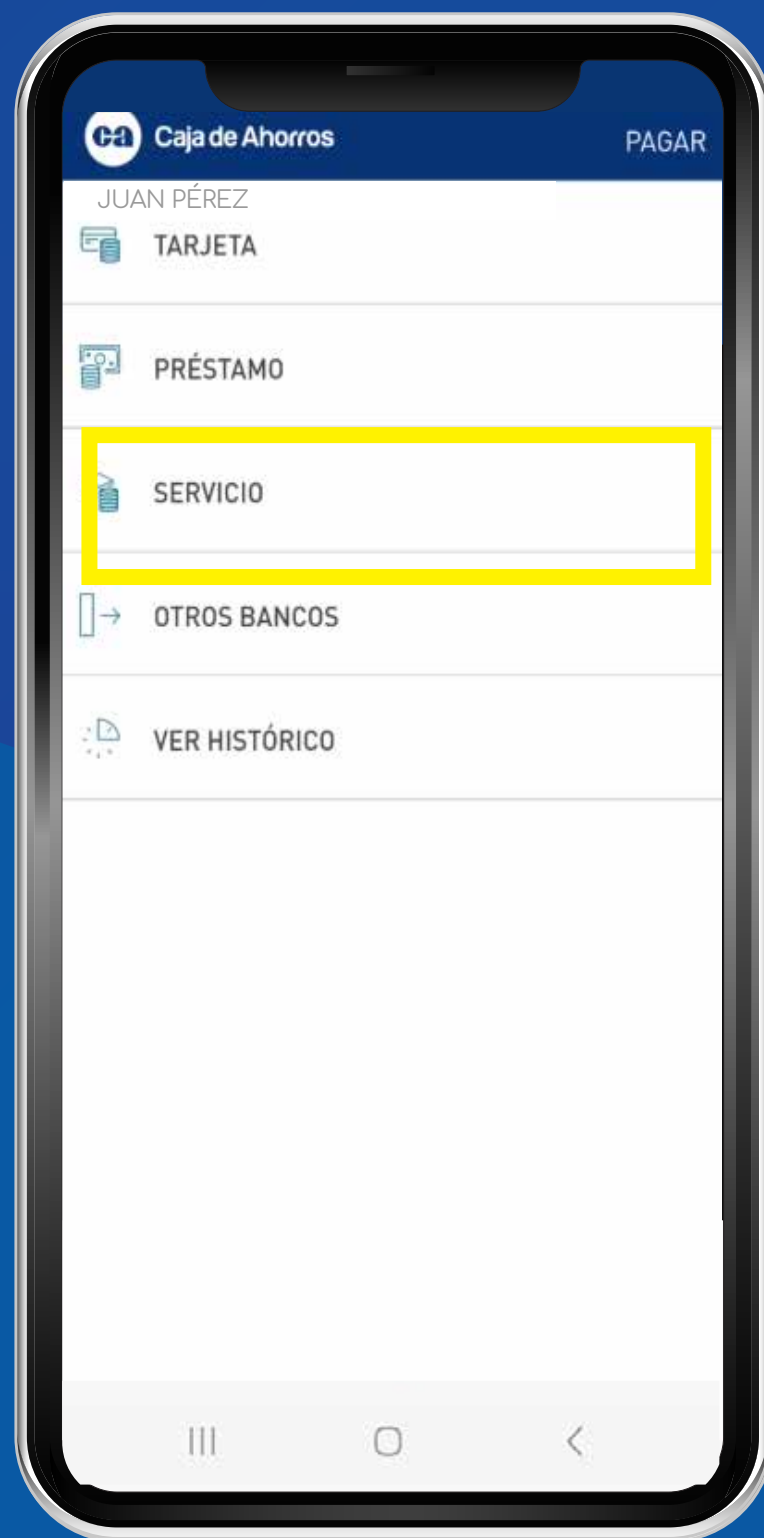 ca Caja de Ahorros PAGAR
JUAN PÉREZ
TARJETA
PRÉSTAMO
SERVICIO
OTROS BANCOS
VER HISTÓRICO